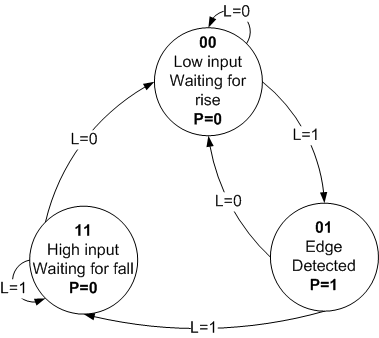 L=0
00
Low input
Waiting for
rise
P=0
L=1
L=0
L=0
01
Edge
Detected
P=1
11
High input
Waiting for fall
P=0
L=1
L=1